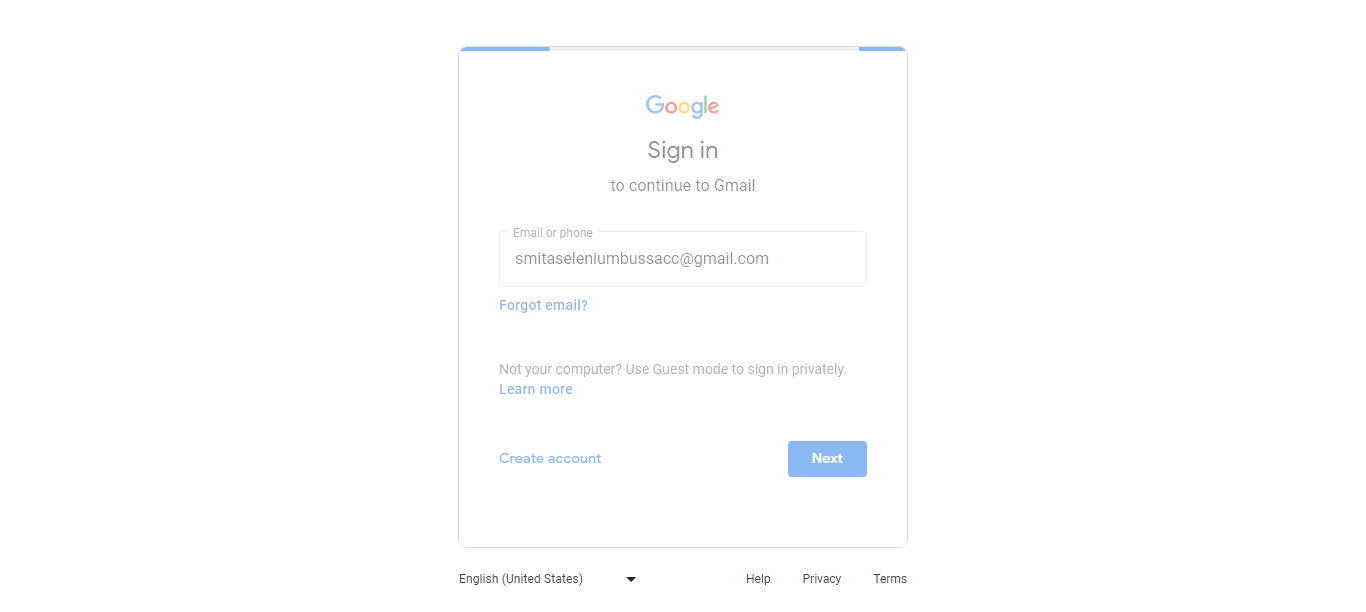 Google
Sign in
to continue to Gmail
Email or phone
smitaseleniumbussacc@gmail.com
Forgot email?
Not your computer? Use Guest mode to sign in privately.
Learn more
Create account
Next
English (United States)
Help
Privacy
Terms